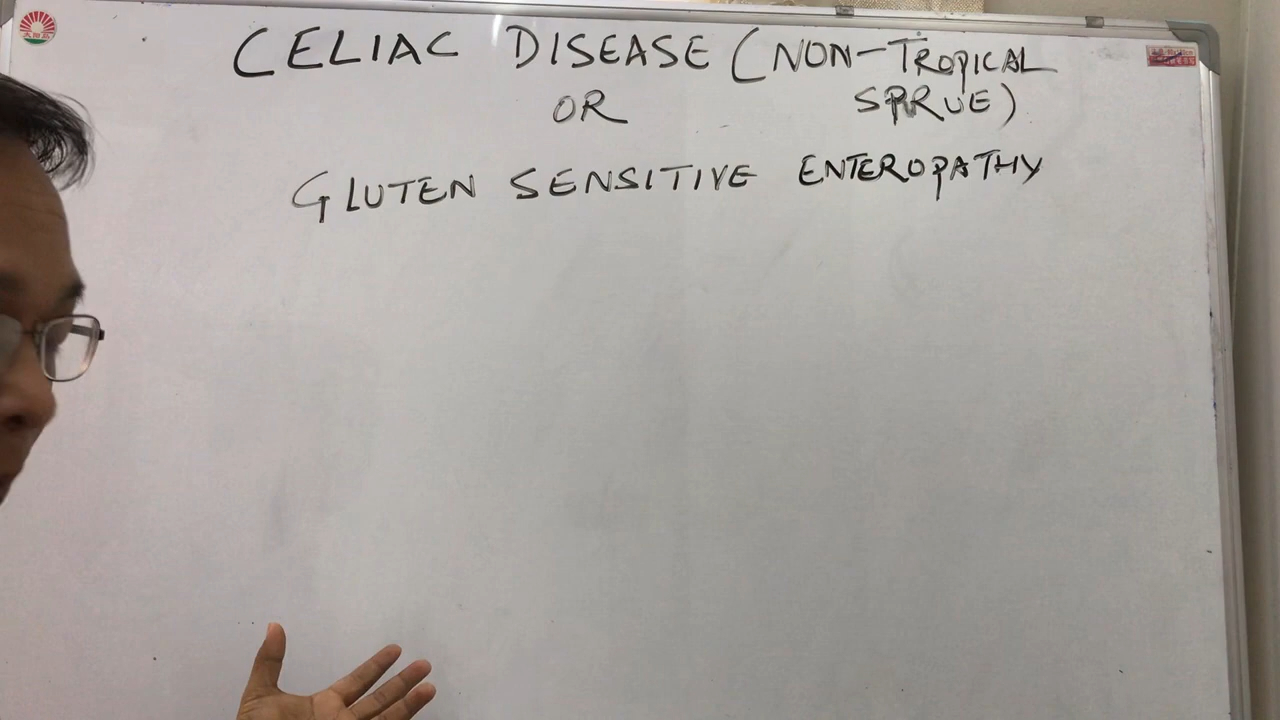 CELIAC DISEASE (NON-TROPICAL
OR SPRUE)
GLUTEN SENSITIVE ENTEROPATHY